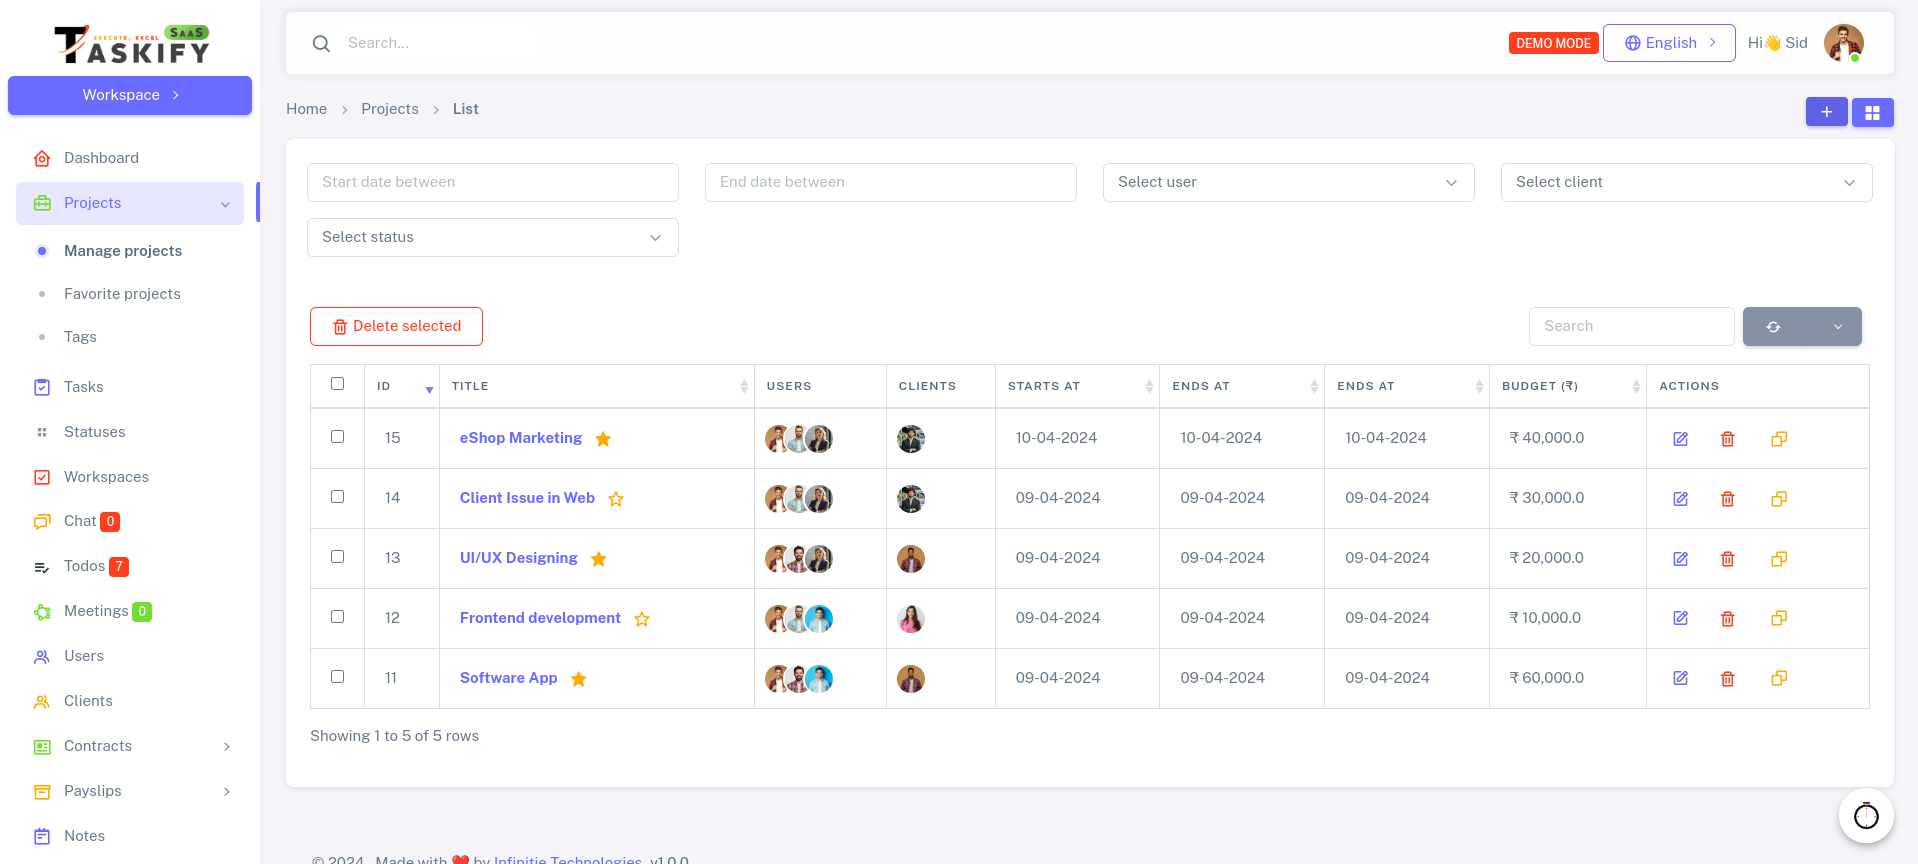 TASKIFY
EXECUTE, EXCEL
SaaS
Workspace
Dashboard
Projects
Manage projects
Favorite projects
Tags
Tasks
Statuses
Workspaces
Chat 0
Todos 7
Meetings 0
Users
Clients
Contracts
Payslips
Notes
Search...
DEMO MODE
English
Hi👋 Sid
Home > Projects > List
+
Start date between
End date between
Select user
Select client
Select status
Delete selected
Search
ID TITLE USERS CLIENTS STARTS AT ENDS AT ENDS AT BUDGET (₹) ACTIONS
15 eShop Marketing 10-04-2024 10-04-2024 10-04-2024 ₹ 40,000.0
14 Client Issue in Web 09-04-2024 09-04-2024 09-04-2024 ₹ 30,000.0
13 UI/UX Designing 09-04-2024 09-04-2024 09-04-2024 ₹ 20,000.0
12 Frontend development 09-04-2024 09-04-2024 09-04-2024 ₹ 10,000.0
11 Software App 09-04-2024 09-04-2024 09-04-2024 ₹ 60,000.0
Showing 1 to 5 of 5 rows
© 2024 , Made with ❤️ by Infinitie Technologies v1.0.0